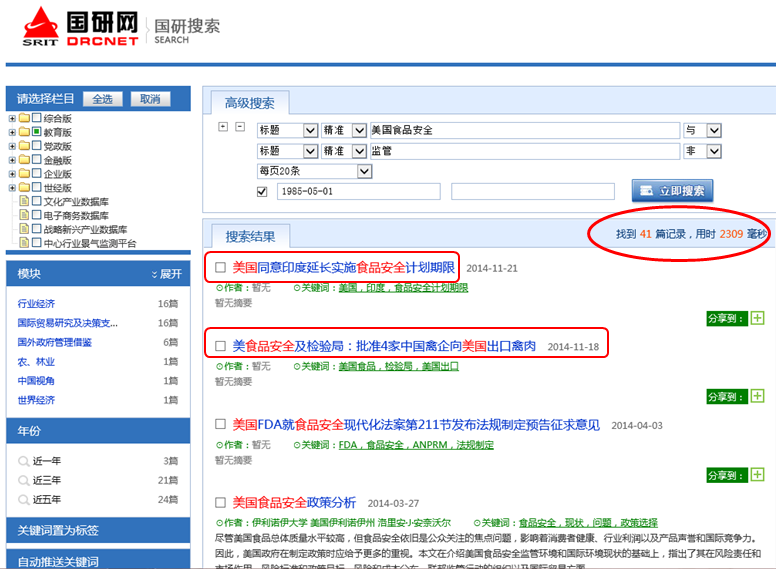 国研网 国研搜索
SRIT DRCNET SEARCH
请选择栏目 全选 取消
综合版
教育版
党政版
金融版
企业版
世经版
文化产业数据库
电子商务数据库
战略新兴产业数据库
中心行业景气监测平台
模块 展开
行业经济 16篇
国际贸易研究及决策支... 16篇
国外政府管理借鉴 6篇
农、林业 1篇
中国视角 1篇
世界经济 1篇
年份
近一年 3篇
近三年 21篇
近五年 24篇
关键词置为标签
自动推送关键词
高级搜索
标题 精准 美国食品安全 与
标题 精准 监管 非
每页20条
1985-05-01 立即搜索
搜索结果 找到 41 篇记录，用时 2309 毫秒
美国同意印度延长实施食品安全计划期限 2014-11-21
作者：暂无 关键词：美国，印度，食品安全计划期限
暂无摘要
分享到：
美食品安全及检验局：批准4家中国禽企向美国出口禽肉 2014-11-18
作者：暂无 关键词：美国食品，检验局，美国出口
暂无摘要
分享到：
美国FDA就食品安全现代化法案第211节发布法规制定预告征求意见 2014-04-03
作者：暂无 关键词：FDA，食品安全，ANPRM，法规制定
暂无摘要
分享到：
美国食品安全政策分析 2014-03-27
作者：伊利诺伊大学 美国伊利诺伊州 洛里安·J·安奈沃尔 关键词：食品安全，现状，问题，政策选择
尽管美国食品总体质量水平较高，但食品安全依旧是公众关注的焦点问题，影响着消费者健康、行业利润以及产品声誉和国际竞争力。
因此，美国政府在制定政策时应给予更多的重视。本文在介绍美国食品安全监管环境和国际环境现状的基础上，指出了其在风险责任和